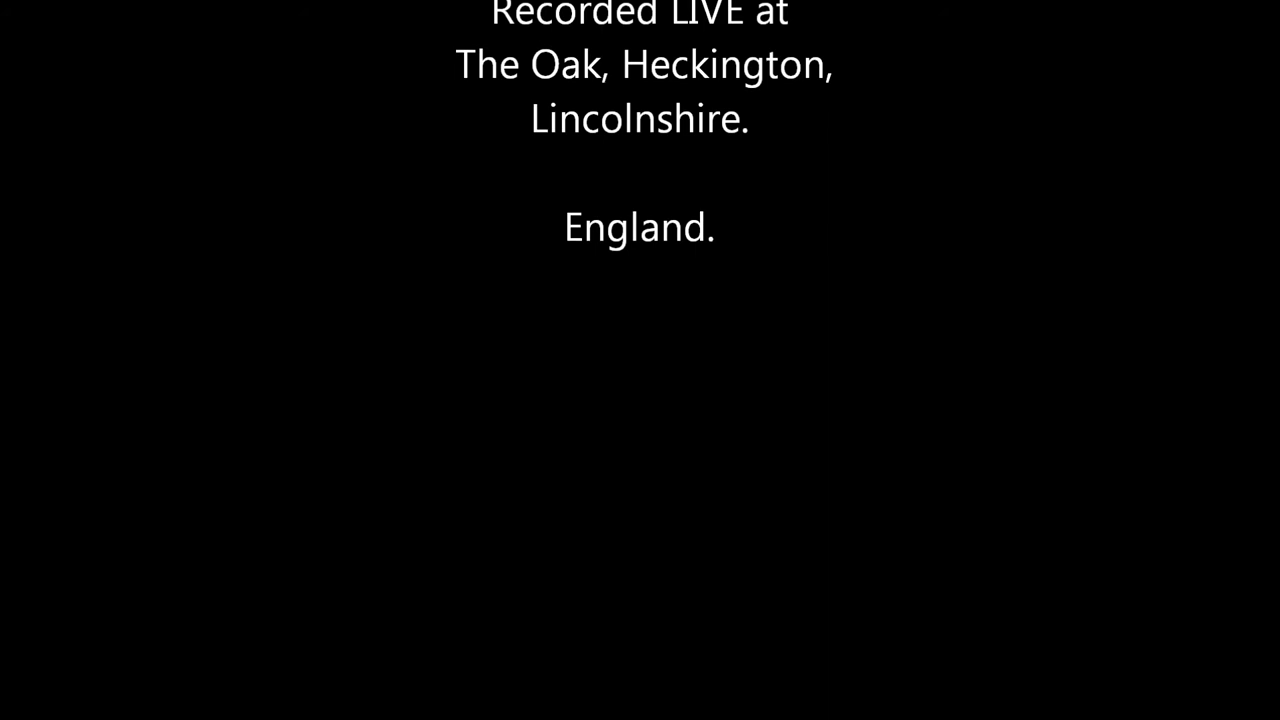 Recorded LIVE at
The Oak, Heckington,
Lincolnshire.
England.